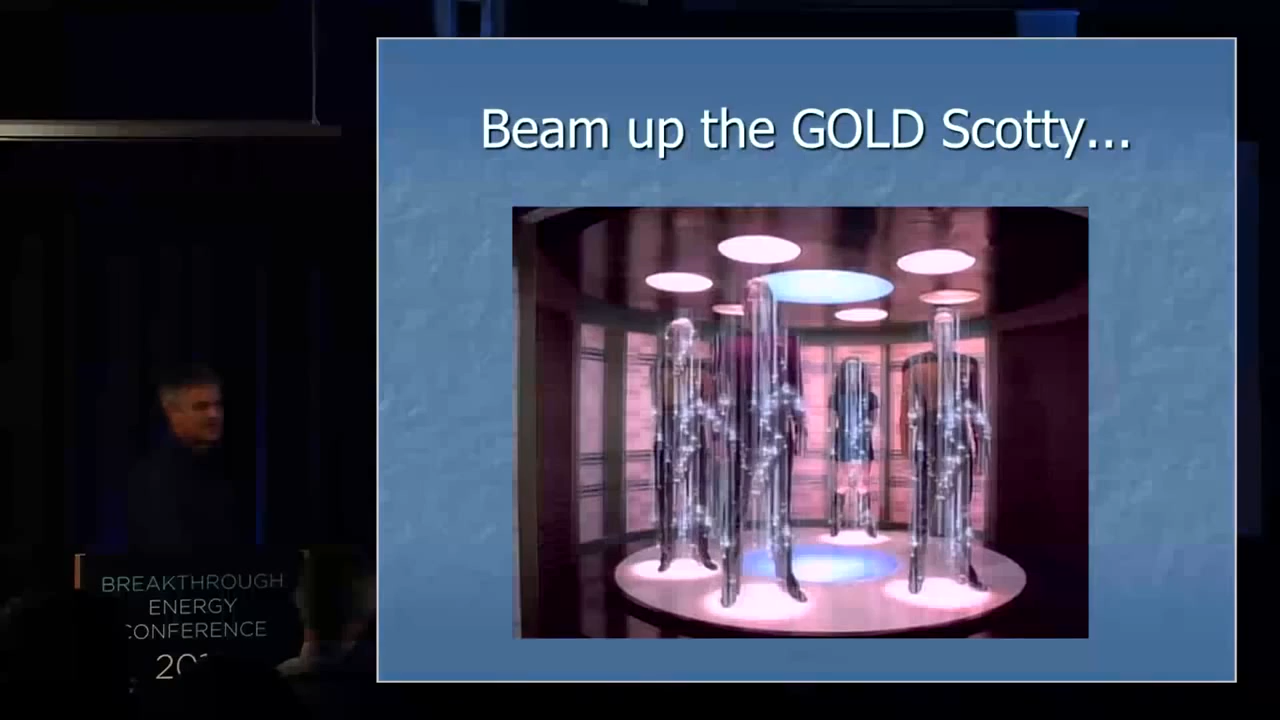 Beam up the GOLD Scotty...
BREAKTHROUGH
ENERGY
CONFERENCE